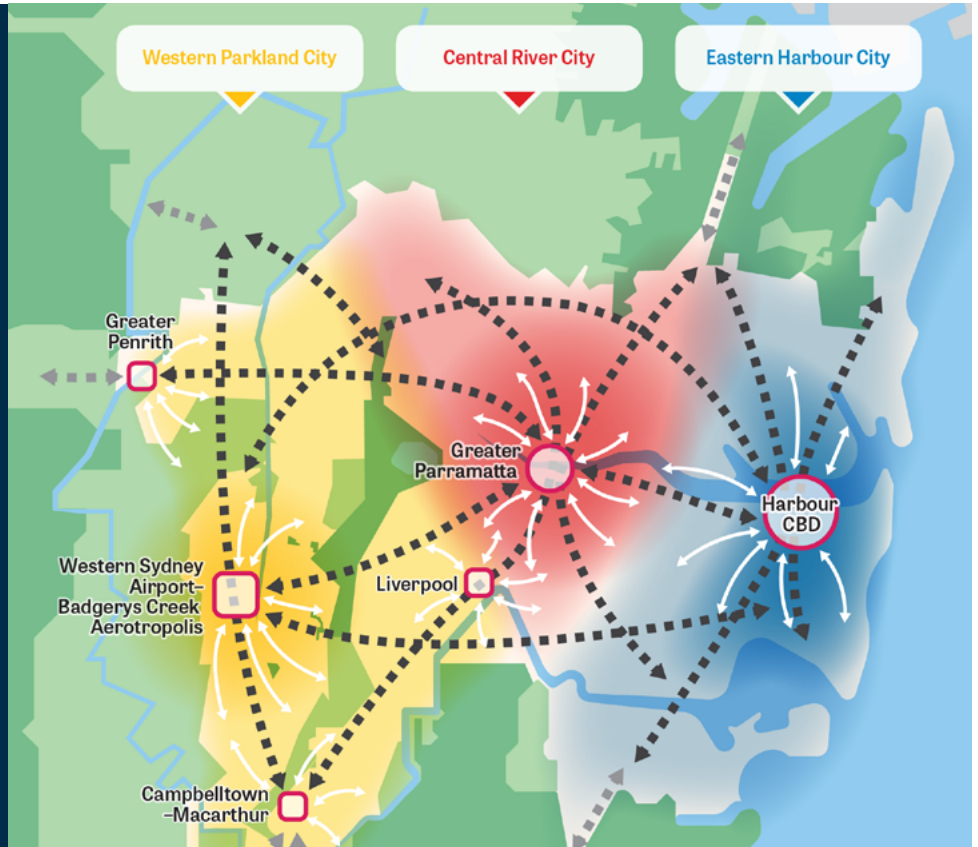 Western Parkland City
Central River City
Eastern Harbour City
Greater
Penrith
Greater
Parramatta
Harbour
CBD
Western Sydney
Airport–
Badgerys Creek
Aerotropolis
Liverpool
Campbelltown
–Macarthur